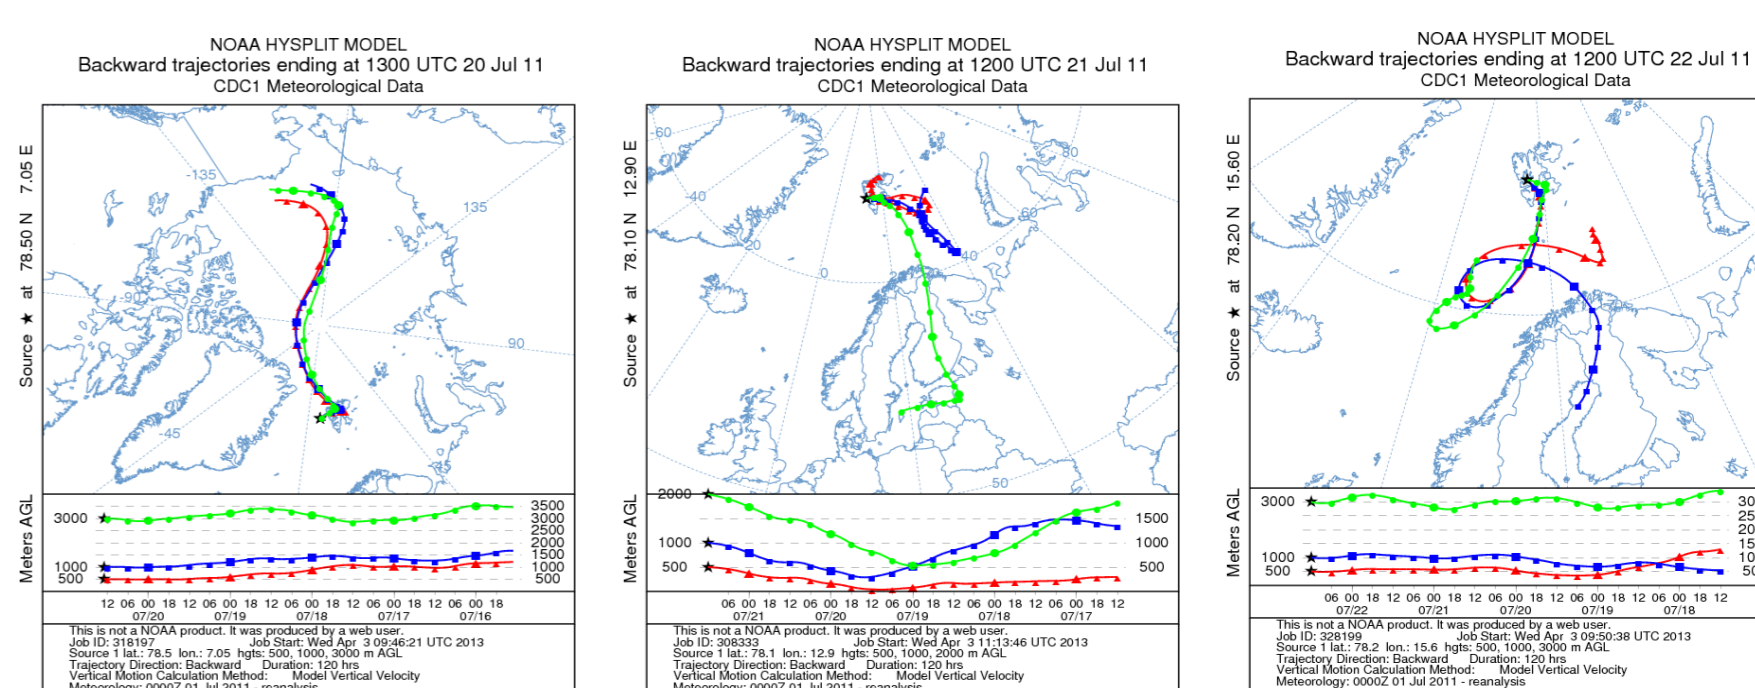 NOAA HYSPLIT MODEL
Backward trajectories ending at 1300 UTC 20 Jul 11
CDC1 Meteorological Data
Source ★ at 78.50 N 7.05 E
-135
135
-90
90
-45
45
Meters AGL
3000
1000
500
3500
3000
2500
2000
1500
1000
500
12 06 00 18 12 06 00 18 12 06 00 18 12 06 00 18 12 06 00 18
07/20 07/19 07/18 07/17 07/16
This is not a NOAA product. It was produced by a web user.
Job ID: 318197 Job Start: Wed Apr 3 09:46:21 UTC 2013
Source 1 lat.: 78.5 lon.: 7.05 hgts: 500, 1000, 3000 m AGL
Trajectory Direction: Backward Duration: 120 hrs
Vertical Motion Calculation Method: Model Vertical Velocity
Meteorology: 0000Z 01 Jul 2011 - reanalysis
NOAA HYSPLIT MODEL
Backward trajectories ending at 1200 UTC 21 Jul 11
CDC1 Meteorological Data
Source ★ at 78.10 N 12.90 E
-60
80
-40
60
-20
40
0
50
Meters AGL
2000
1000
500
1500
1000
500
06 00 18 12 06 00 18 12 06 00 18 12 06 00 18 12 06 00 18 12
07/21 07/20 07/19 07/18 07/17
This is not a NOAA product. It was produced by a web user.
Job ID: 308333 Job Start: Wed Apr 3 11:13:46 UTC 2013
Source 1 lat.: 78.1 lon.: 12.9 hgts: 500, 1000, 2000 m AGL
Trajectory Direction: Backward Duration: 120 hrs
Vertical Motion Calculation Method: Model Vertical Velocity
Meteorology: 0000Z 01 Jul 2011 - reanalysis
NOAA HYSPLIT MODEL
Backward trajectories ending at 1200 UTC 22 Jul 11
CDC1 Meteorological Data
Source ★ at 78.20 N 15.60 E
Meters AGL
3000
1000
500
30
25
20
15
10
50
06 00 18 12 06 00 18 12 06 00 18 12 06 00 18 12 06 00 18 12
07/22 07/21 07/20 07/19 07/18
This is not a NOAA product. It was produced by a web user.
Job ID: 328199 Job Start: Wed Apr 3 09:50:38 UTC 2013
Source 1 lat.: 78.2 lon.: 15.6 hgts: 500, 1000, 3000 m AGL
Trajectory Direction: Backward Duration: 120 hrs
Vertical Motion Calculation Method: Model Vertical Velocity
Meteorology: 0000Z 01 Jul 2011 - reanalysis